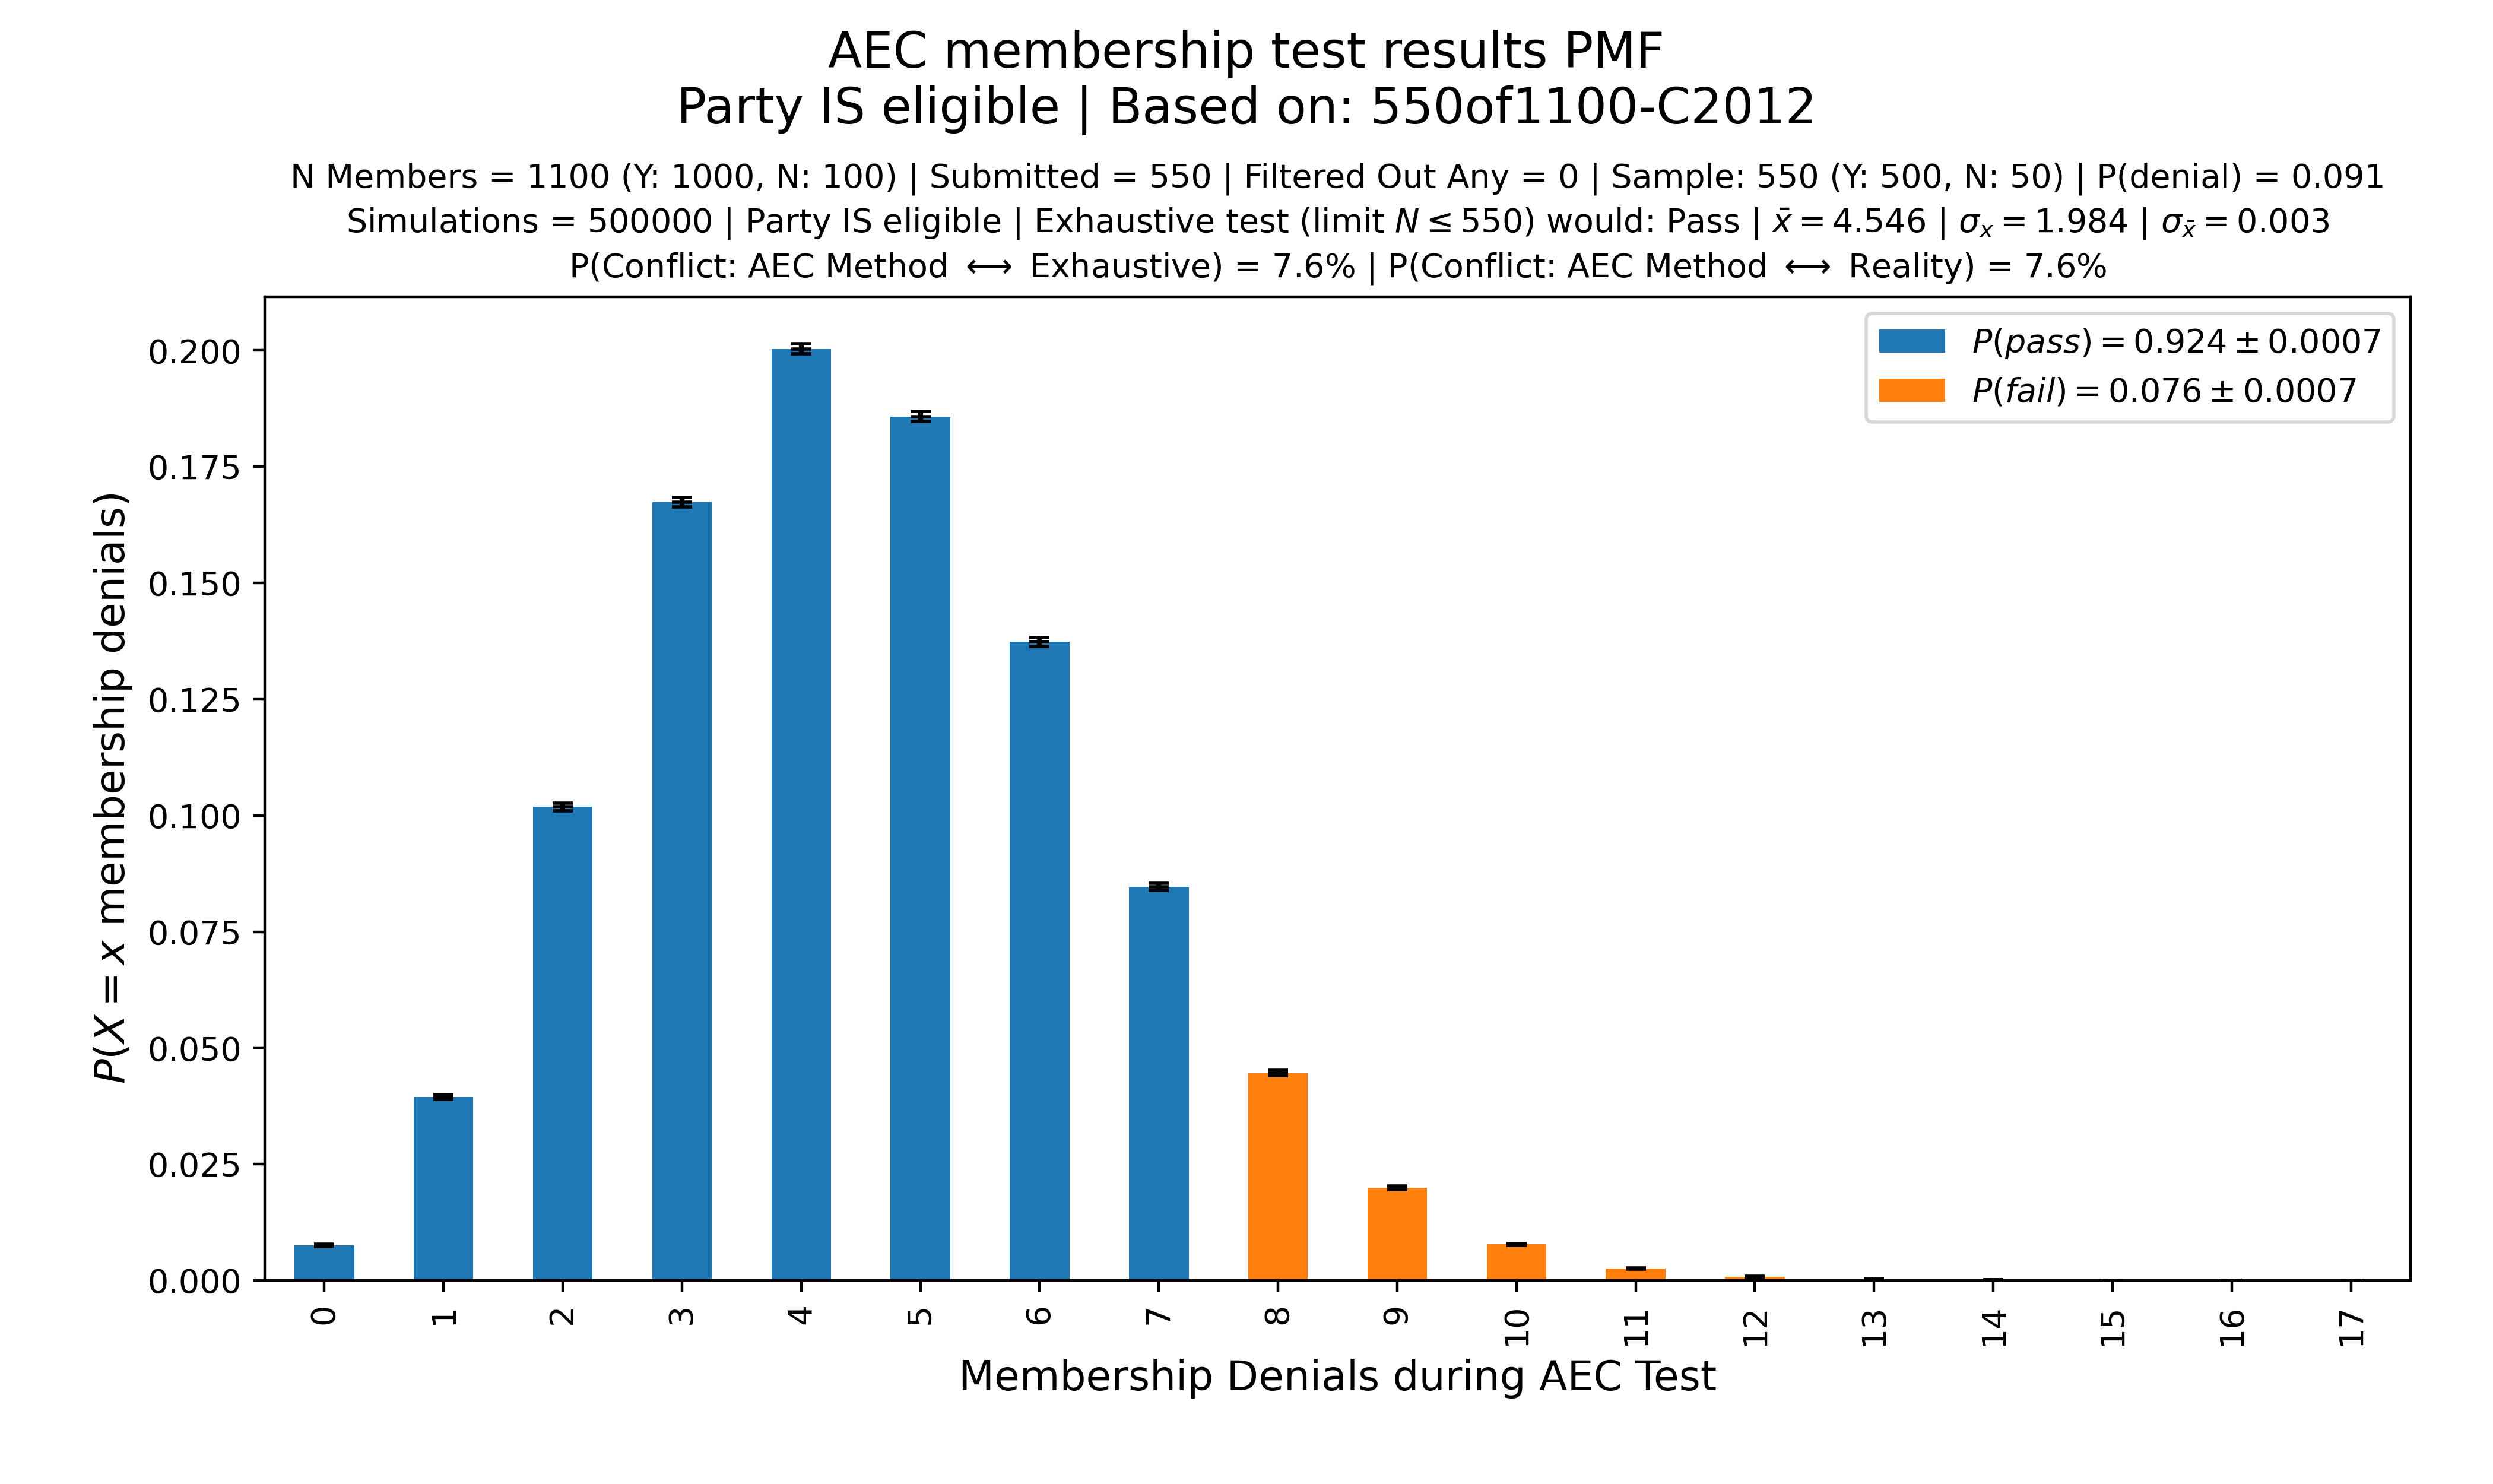 AEC membership test results PMF
Party IS eligible | Based on: 550of1100-C2012
N Members = 1100 (Y: 1000, N: 100) | Submitted = 550 | Filtered Out Any = 0 | Sample: 550 (Y: 500, N: 50) | P(denial) = 0.091
Simulations = 500000 | Party IS eligible | Exhaustive test (limit N ≤ 550) would: Pass | x̄ = 4.546 | σₓ = 1.984 | σ_x̄ = 0.003
P(Conflict: AEC Method ⟷ Exhaustive) = 7.6% | P(Conflict: AEC Method ⟷ Reality) = 7.6%
P(pass) = 0.924 ± 0.0007
P(fail) = 0.076 ± 0.0007
P(X = x membership denials)
0.200
0.175
0.150
0.125
0.100
0.075
0.050
0.025
0.000
0 1 2 3 4 5 6 7 8 9 10 11 12 13 14 15 16 17
Membership Denials during AEC Test